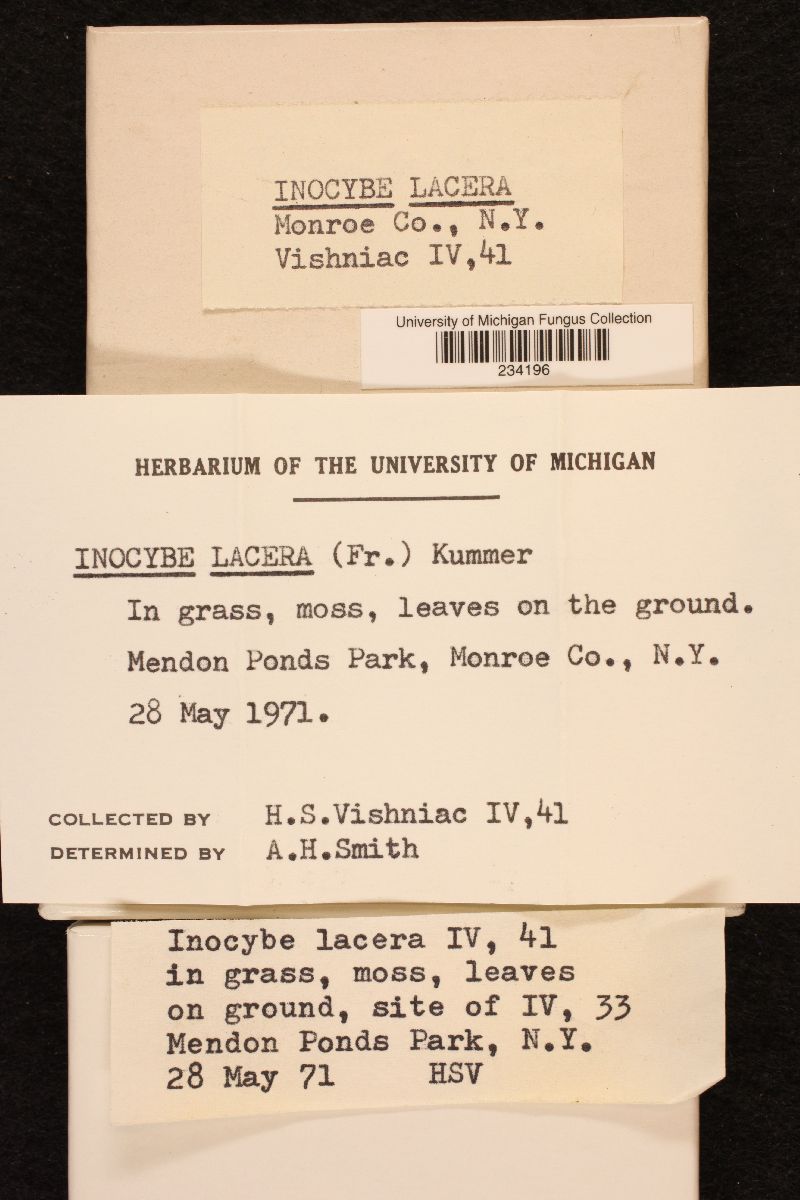 INOCYBE LACERA
Monroe Co., N.Y.
Vishniac IV,41
University of Michigan Fungus Collection
234196
HERBARIUM OF THE UNIVERSITY OF MICHIGAN
INOCYBE LACERA (Fr.) Kummer
In grass, moss, leaves on the ground.
Mendon Ponds Park, Monroe Co., N.Y.
28 May 1971.
COLLECTED BY H.S.Vishniac IV,41
DETERMINED BY A.H.Smith
Inocybe lacera IV, 41
in grass, moss, leaves
on ground, site of IV, 33
Mendon Ponds Park, N.Y.
28 May 71 HSV